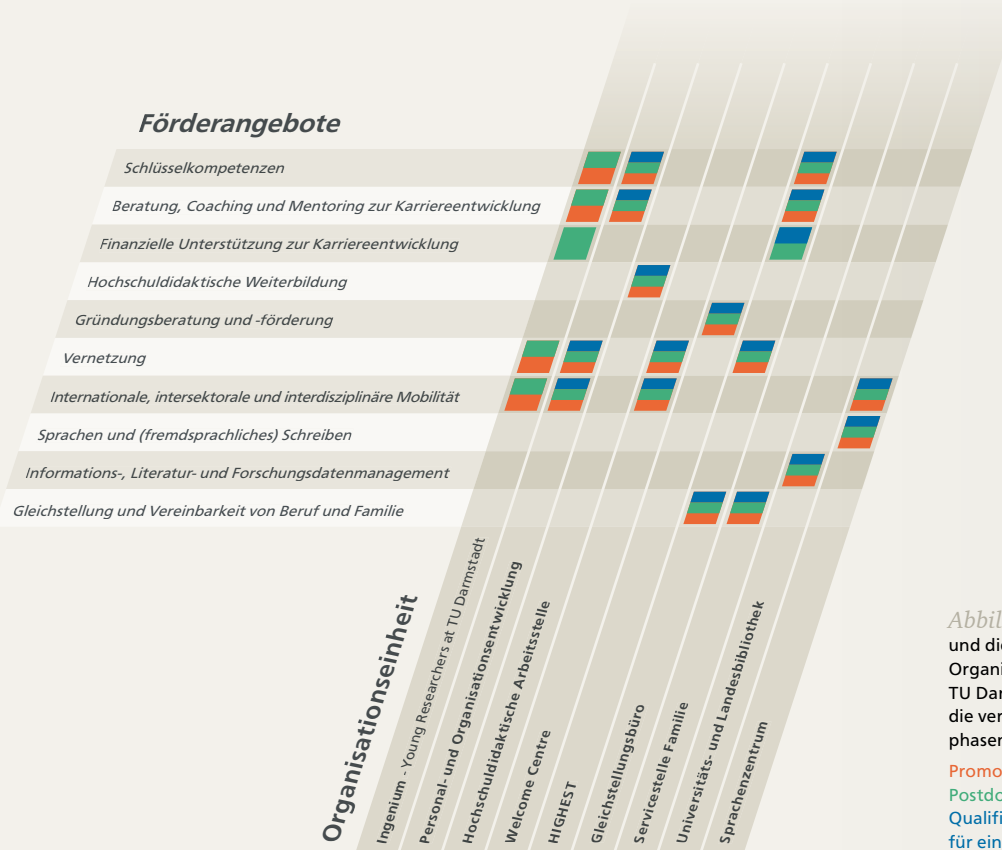 Förderangebote
Schlüsselkompetenzen
Beratung, Coaching und Mentoring zur Karriereentwicklung
Finanzielle Unterstützung zur Karriereentwicklung
Hochschuldidaktische Weiterbildung
Gründungsberatung und -förderung
Vernetzung
Internationale, intersektorale und interdisziplinäre Mobilität
Sprachen und (fremdsprachliches) Schreiben
Informations-, Literatur- und Forschungsdatenmanagement
Gleichstellung und Vereinbarkeit von Beruf und Familie
Organisationseinheit
Ingenium - Young Researchers at TU Darmstadt
Personal- und Organisationsentwicklung
Hochschuldidaktische Arbeitsstelle
Welcome Centre
HIGHEST
Gleichstellungsbüro
Servicestelle Familie
Universitäts- und Landesbibliothek
Sprachenzentrum
Abbil
und die
Organi
TU Dar
die ver
phasen
Promo
Postdo
Qualifi
für ein